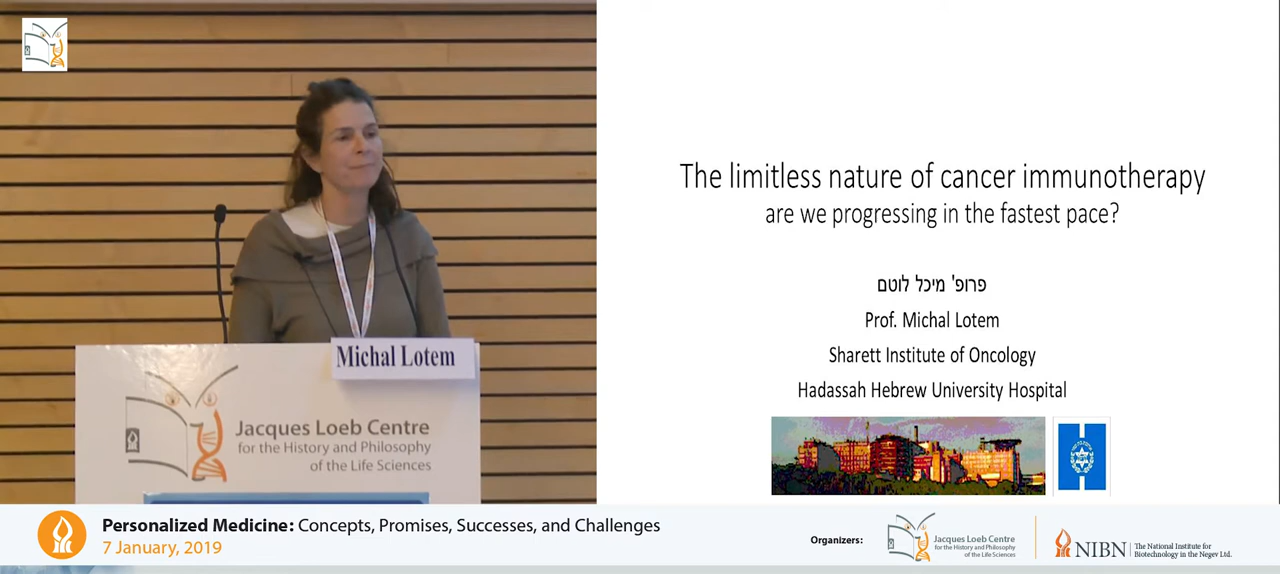 The limitless nature of cancer immunotherapy
are we progressing in the fastest pace?
פרופ' מיכל לוטם
Prof. Michal Lotem
Sharett Institute of Oncology
Hadassah Hebrew University Hospital
Michal Lotem
Jacques Loeb Centre
for the History and Philosophy
of the Life Sciences
Personalized Medicine: Concepts, Promises, Successes, and Challenges
7 January, 2019
Organizers:
Jacques Loeb Centre
for the History and Philosophy
of the Life Sciences
NIBN
The National Institute for
Biotechnology in the Negev Ltd.